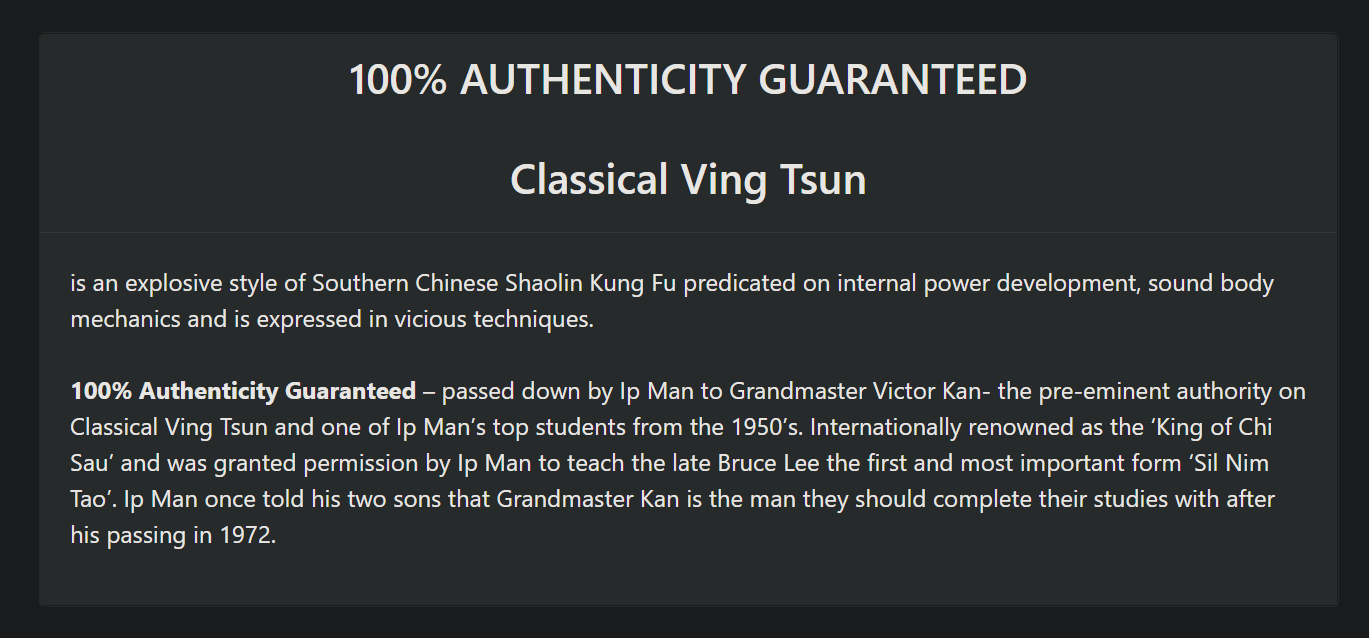 100% AUTHENTICITY GUARANTEED
Classical Ving Tsun
is an explosive style of Southern Chinese Shaolin Kung Fu predicated on internal power development, sound body
mechanics and is expressed in vicious techniques.
100% Authenticity Guaranteed – passed down by Ip Man to Grandmaster Victor Kan- the pre-eminent authority on
Classical Ving Tsun and one of Ip Man’s top students from the 1950’s. Internationally renowned as the ‘King of Chi
Sau’ and was granted permission by Ip Man to teach the late Bruce Lee the first and most important form ‘Sil Nim
Tao’. Ip Man once told his two sons that Grandmaster Kan is the man they should complete their studies with after
his passing in 1972.